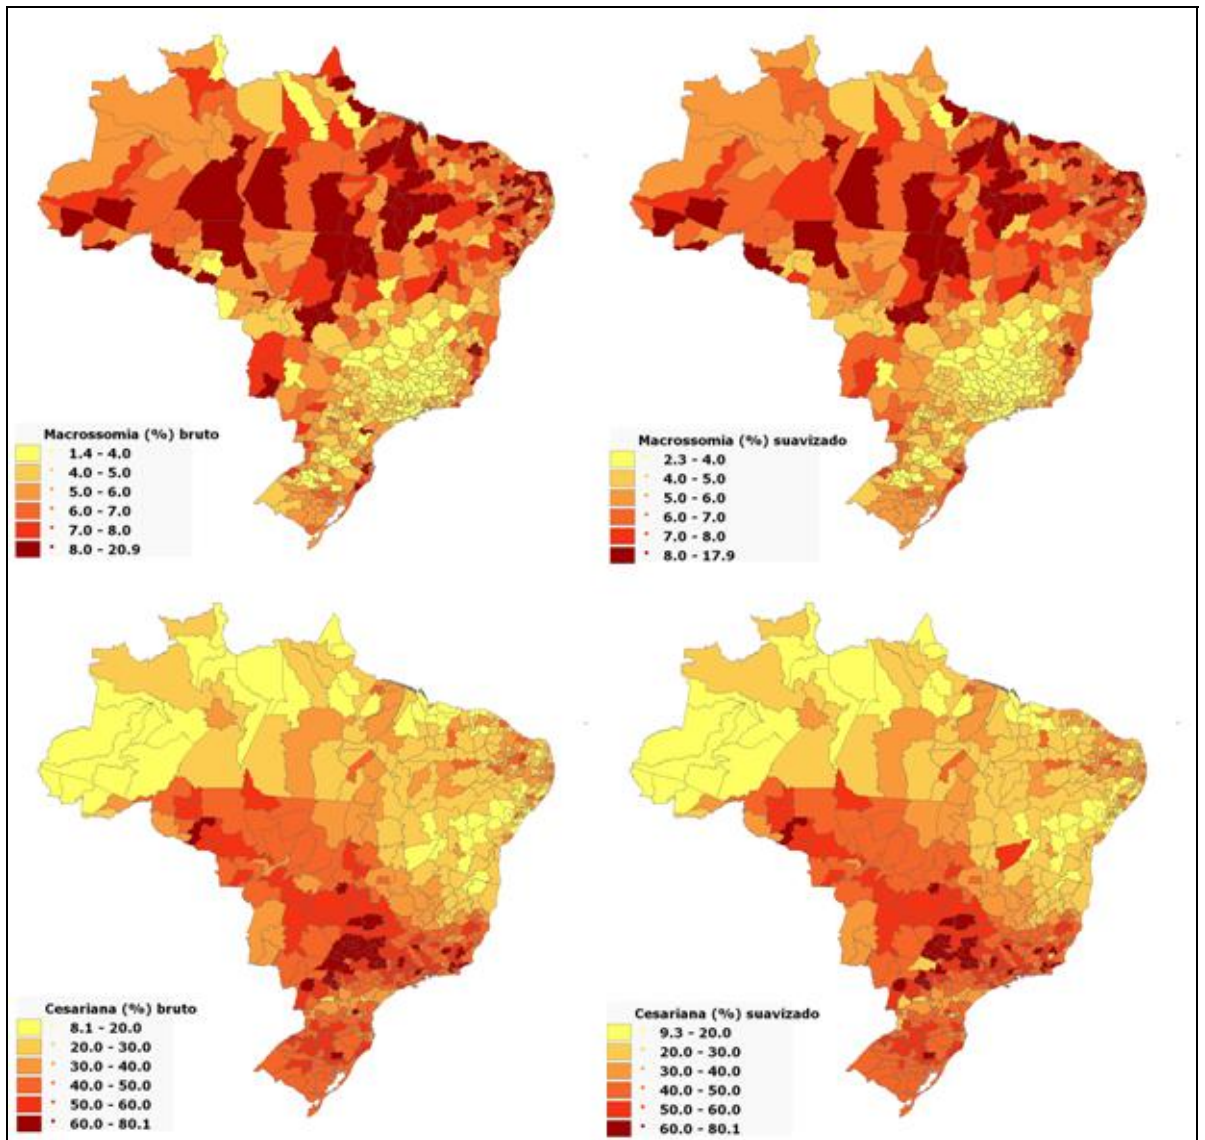 Macrossomia (%) bruto
1.4 - 4.0
4.0 - 5.0
5.0 - 6.0
6.0 - 7.0
7.0 - 8.0
8.0 - 20.9
Macrossomia (%) suavizado
2.3 - 4.0
4.0 - 5.0
5.0 - 6.0
6.0 - 7.0
7.0 - 8.0
8.0 - 17.9
Cesariana (%) bruto
8.1 - 20.0
20.0 - 30.0
30.0 - 40.0
40.0 - 50.0
50.0 - 60.0
60.0 - 80.1
Cesariana (%) suavizado
9.3 - 20.0
20.0 - 30.0
30.0 - 40.0
40.0 - 50.0
50.0 - 60.0
60.0 - 80.1